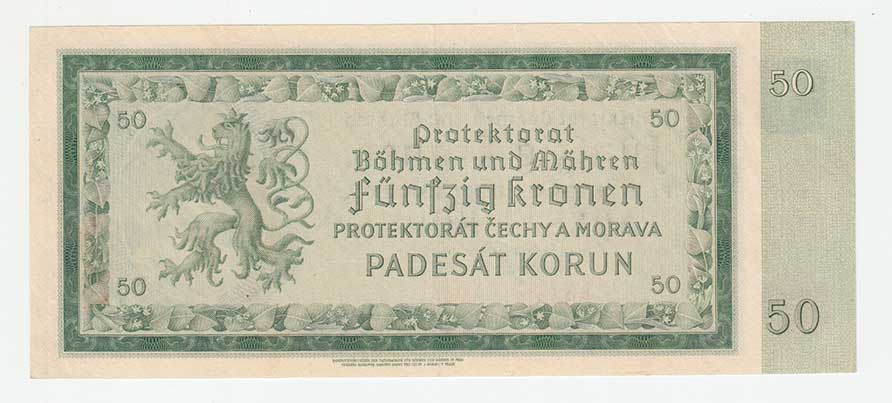 50
50
50
Protektorat
Böhmen und Mähren
Fünfzig Kronen
PROTEKTORÁT ČECHY A MORAVA
PADESÁT KORUN
50
50
50